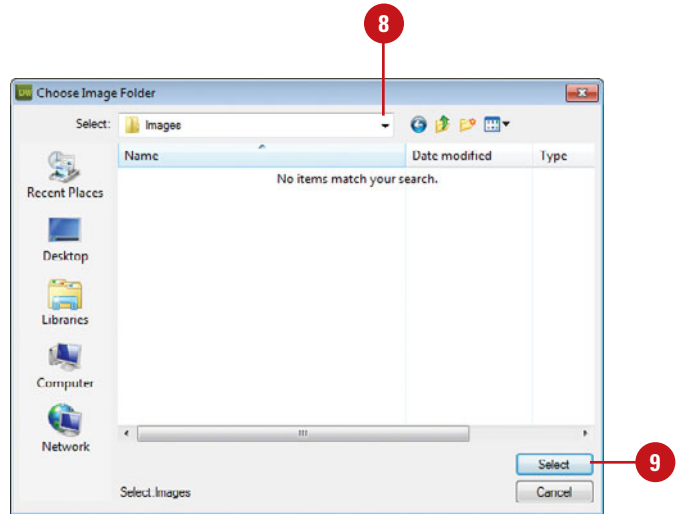 8
DW Choose Image Folder
Select: Images
Name Date modified Type
No items match your search.
Recent Places
Desktop
Libraries
Computer
Network
Select 9
Select: Images Cancel